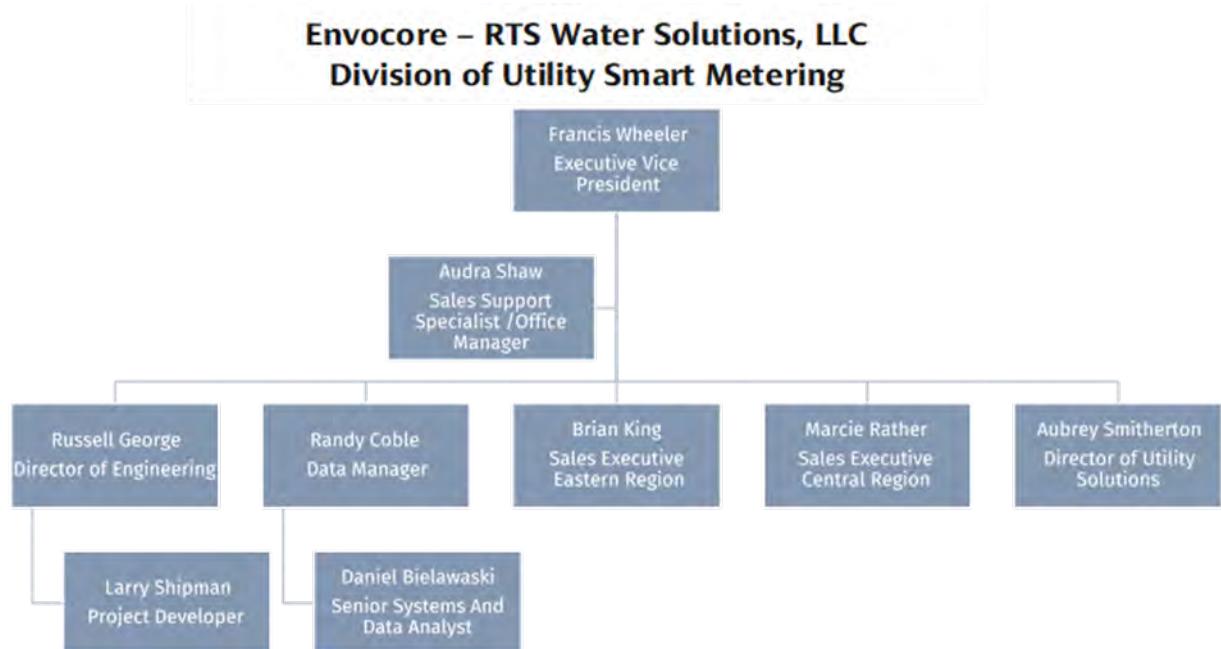 Envocore – RTS Water Solutions, LLC
Division of Utility Smart Metering
Francis Wheeler
Executive Vice
President
Audra Shaw
Sales Support
Specialist /Office
Manager
Russell George
Director of Engineering
Randy Coble
Data Manager
Brian King
Sales Executive
Eastern Region
Marcie Rather
Sales Executive
Central Region
Aubrey Smitherton
Director of Utility
Solutions
Larry Shipman
Project Developer
Daniel Bielawaski
Senior Systems And
Data Analyst